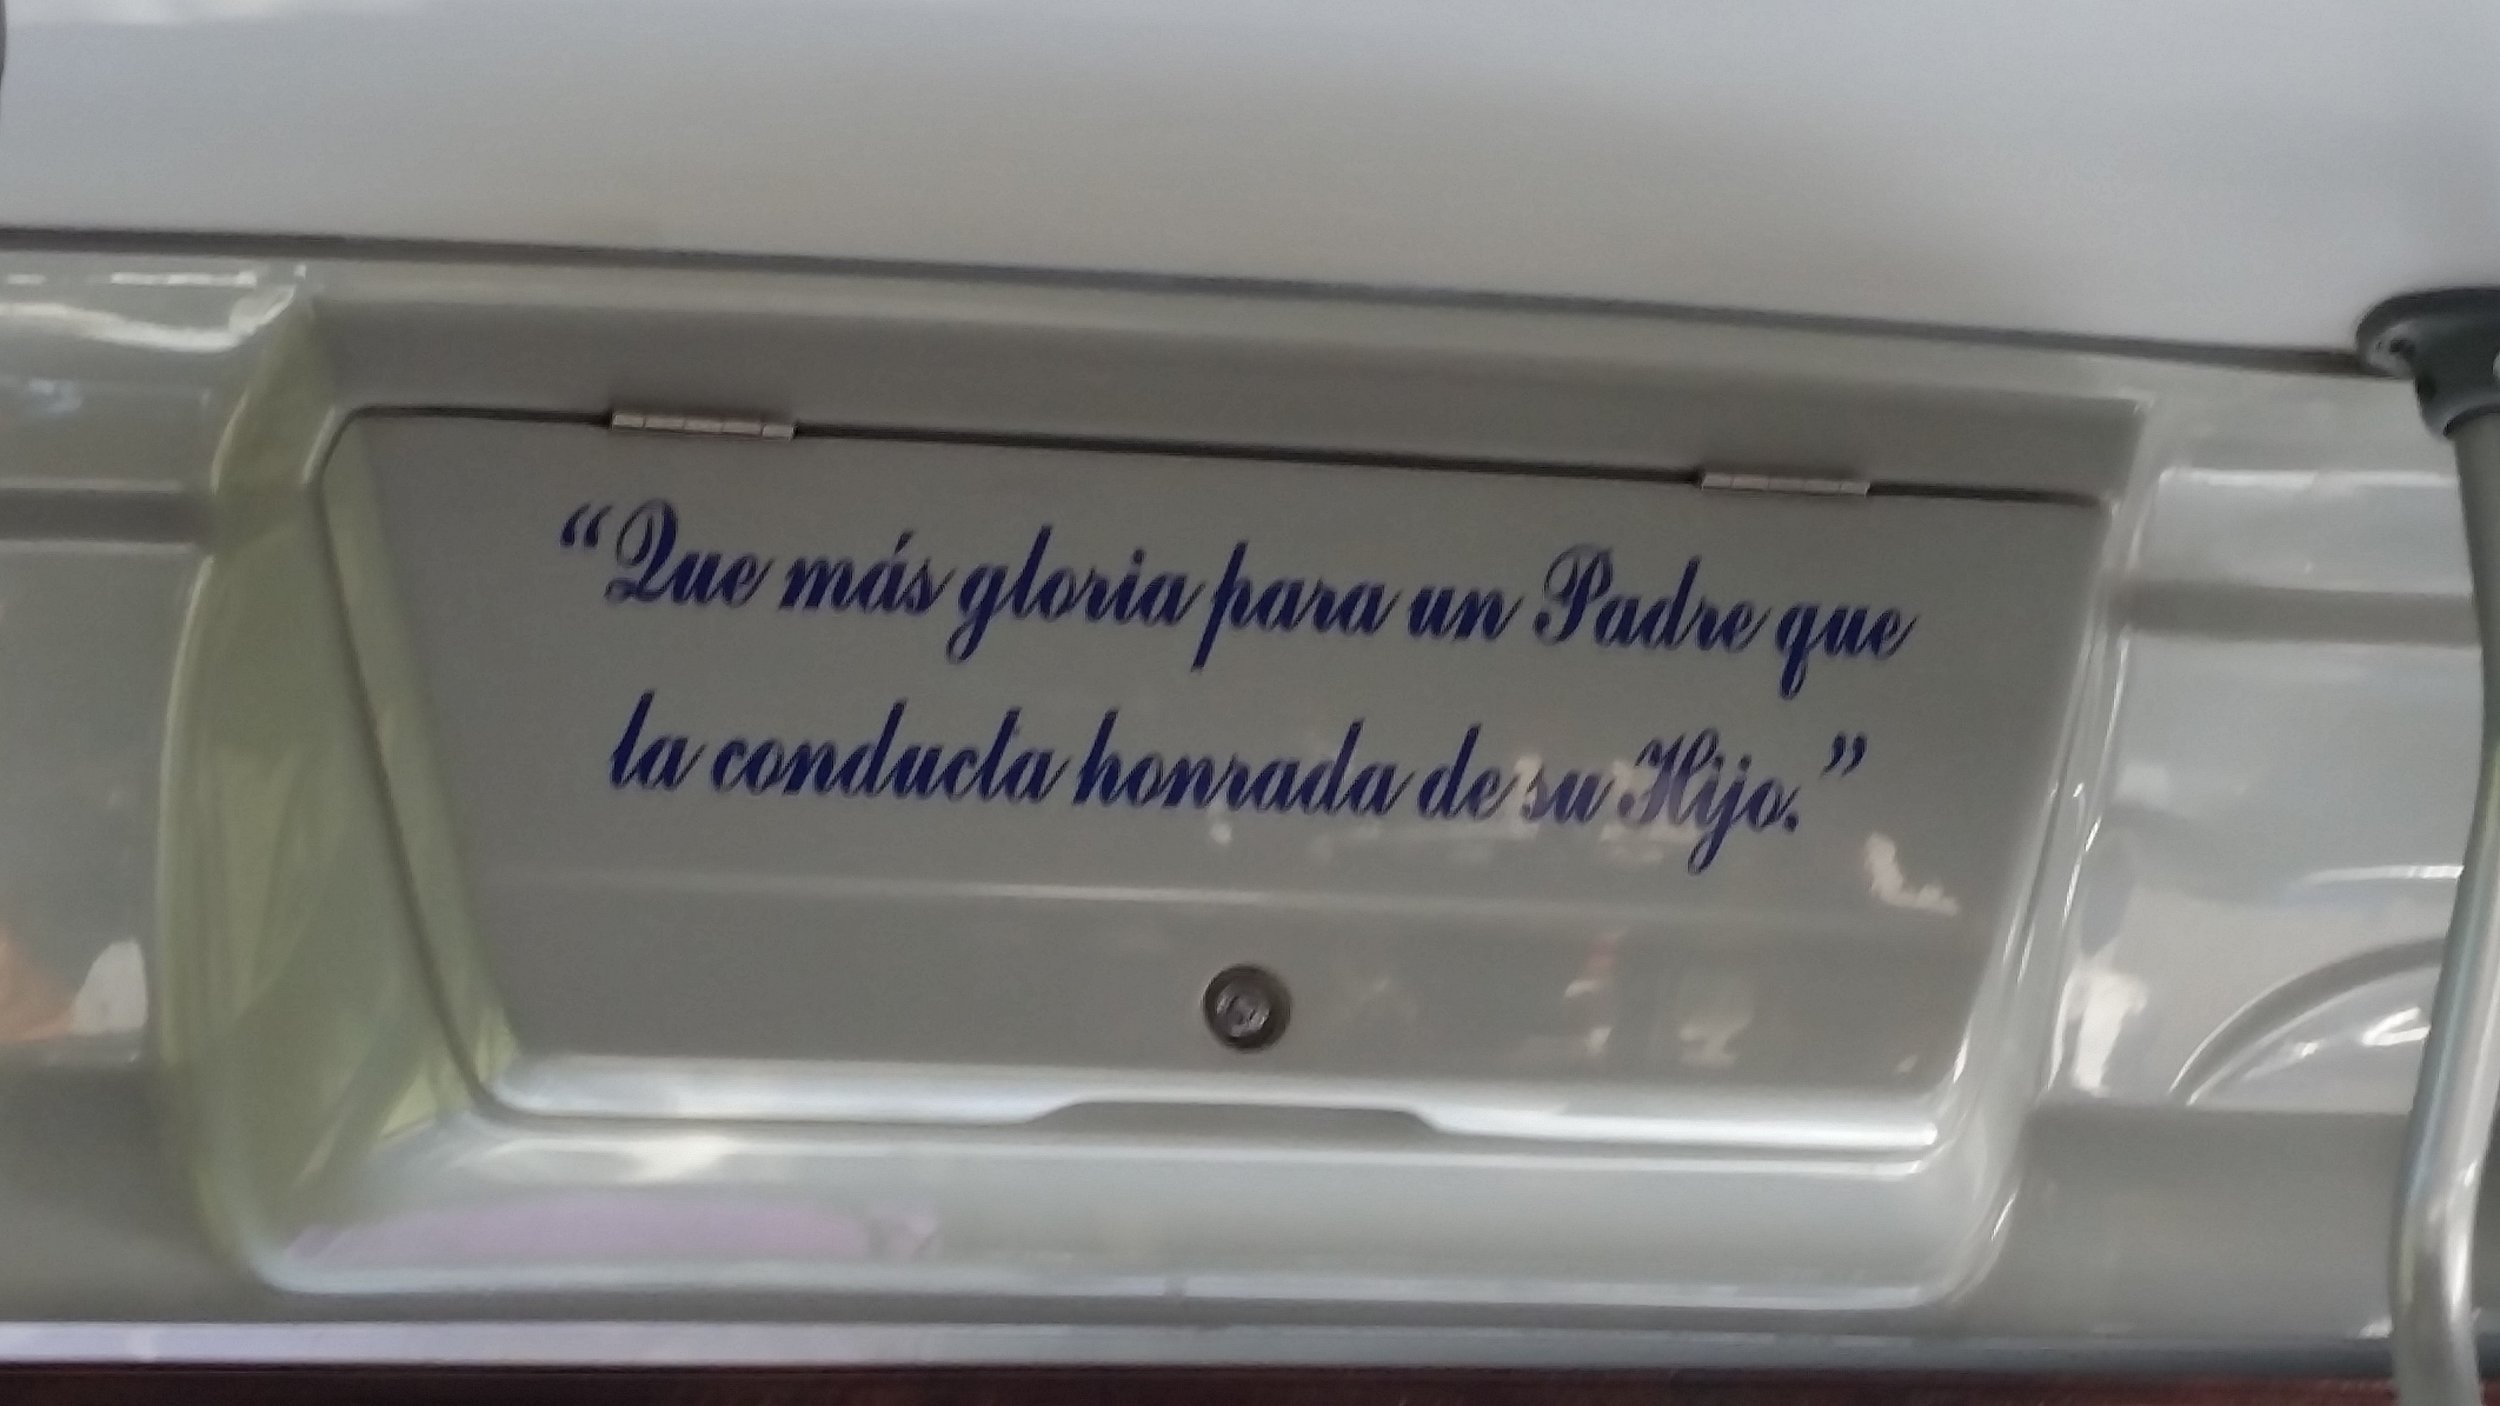 “Que más gloria para un Padre que
la conducta honrada de su Hijo.”